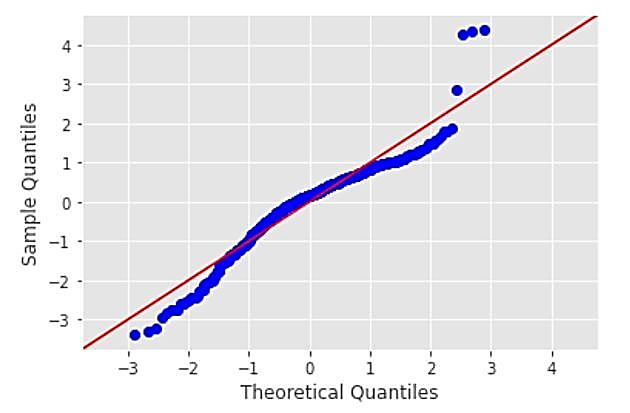 4
3
2
1
0
−1
−2
−3
Sample Quantiles
−3 −2 −1 0 1 2 3 4
Theoretical Quantiles